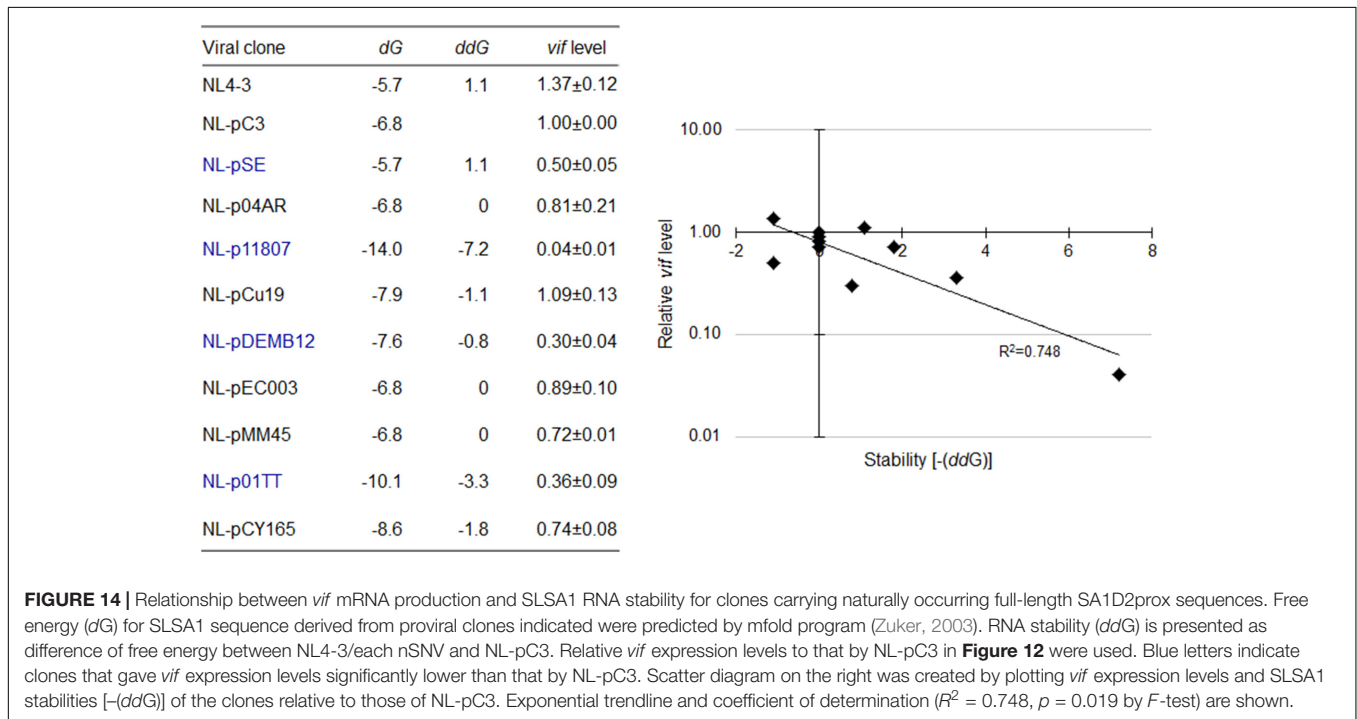 Viral clone dG ddG vif level
NL4-3 -5.7 1.1 1.37±0.12
NL-pC3 -6.8 1.00±0.00
NL-pSE -5.7 1.1 0.50±0.05
NL-p04AR -6.8 0 0.81±0.21
NL-p11807 -14.0 -7.2 0.04±0.01
NL-pCu19 -7.9 -1.1 1.09±0.13
NL-pDEMB12 -7.6 -0.8 0.30±0.04
NL-pEC003 -6.8 0 0.89±0.10
NL-pMM45 -6.8 0 0.72±0.01
NL-p01TT -10.1 -3.3 0.36±0.09
NL-pCY165 -8.6 -1.8 0.74±0.08
Relative vif level
10.00
1.00
0.10
0.01
-2 0 2 4 6 8
R²=0.748
Stability [-(ddG)]
FIGURE 14 | Relationship between vif mRNA production and SLSA1 RNA stability for clones carrying naturally occurring full-length SA1D2prox sequences. Free
energy (dG) for SLSA1 sequence derived from proviral clones indicated were predicted by mfold program (Zuker, 2003). RNA stability (ddG) is presented as
difference of free energy between NL4-3/each nSNV and NL-pC3. Relative vif expression levels to that by NL-pC3 in Figure 12 were used. Blue letters indicate
clones that gave vif expression levels significantly lower than that by NL-pC3. Scatter diagram on the right was created by plotting vif expression levels and SLSA1
stabilities [–(ddG)] of the clones relative to those of NL-pC3. Exponential trendline and coefficient of determination (R² = 0.748, p = 0.019 by F-test) are shown.